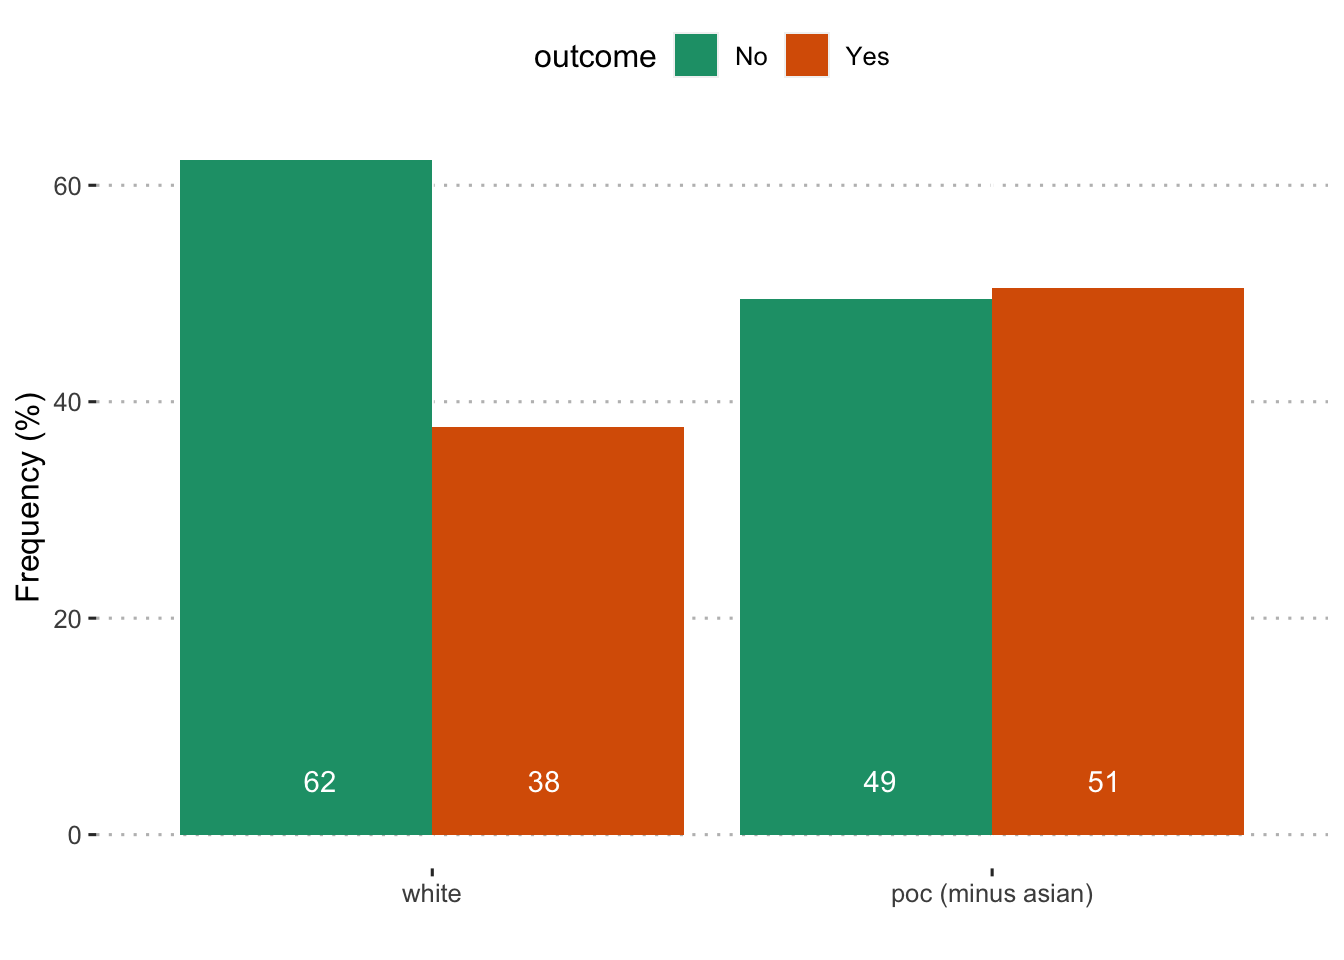 outcome No Yes
60
40
20
0
Frequency (%)
62 38 49 51
white poc (minus asian)